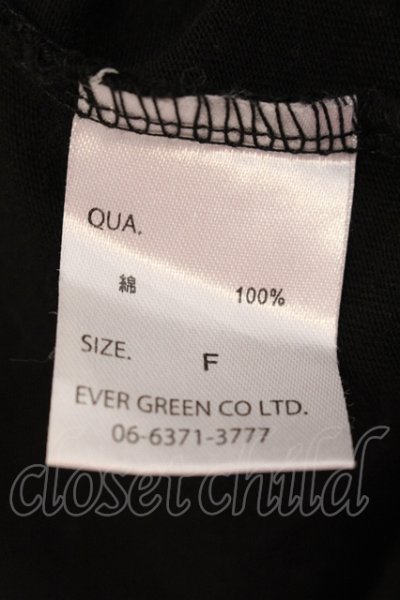 QUA.
綿 100%
SIZE. F
EVER GREEN CO LTD.
06-6371-3777
closet child